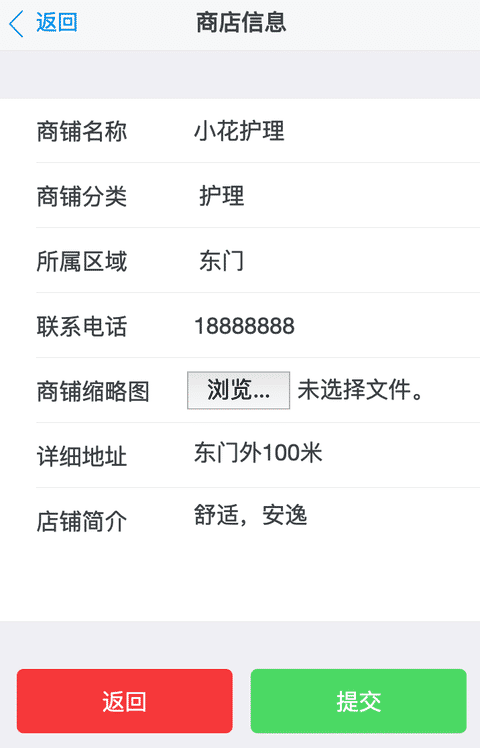 返回 商店信息
商铺名称 小花护理
商铺分类 护理
所属区域 东门
联系电话 18888888
商铺缩略图 浏览... 未选择文件。
详细地址 东门外100米
店铺简介 舒适，安逸
返回 提交